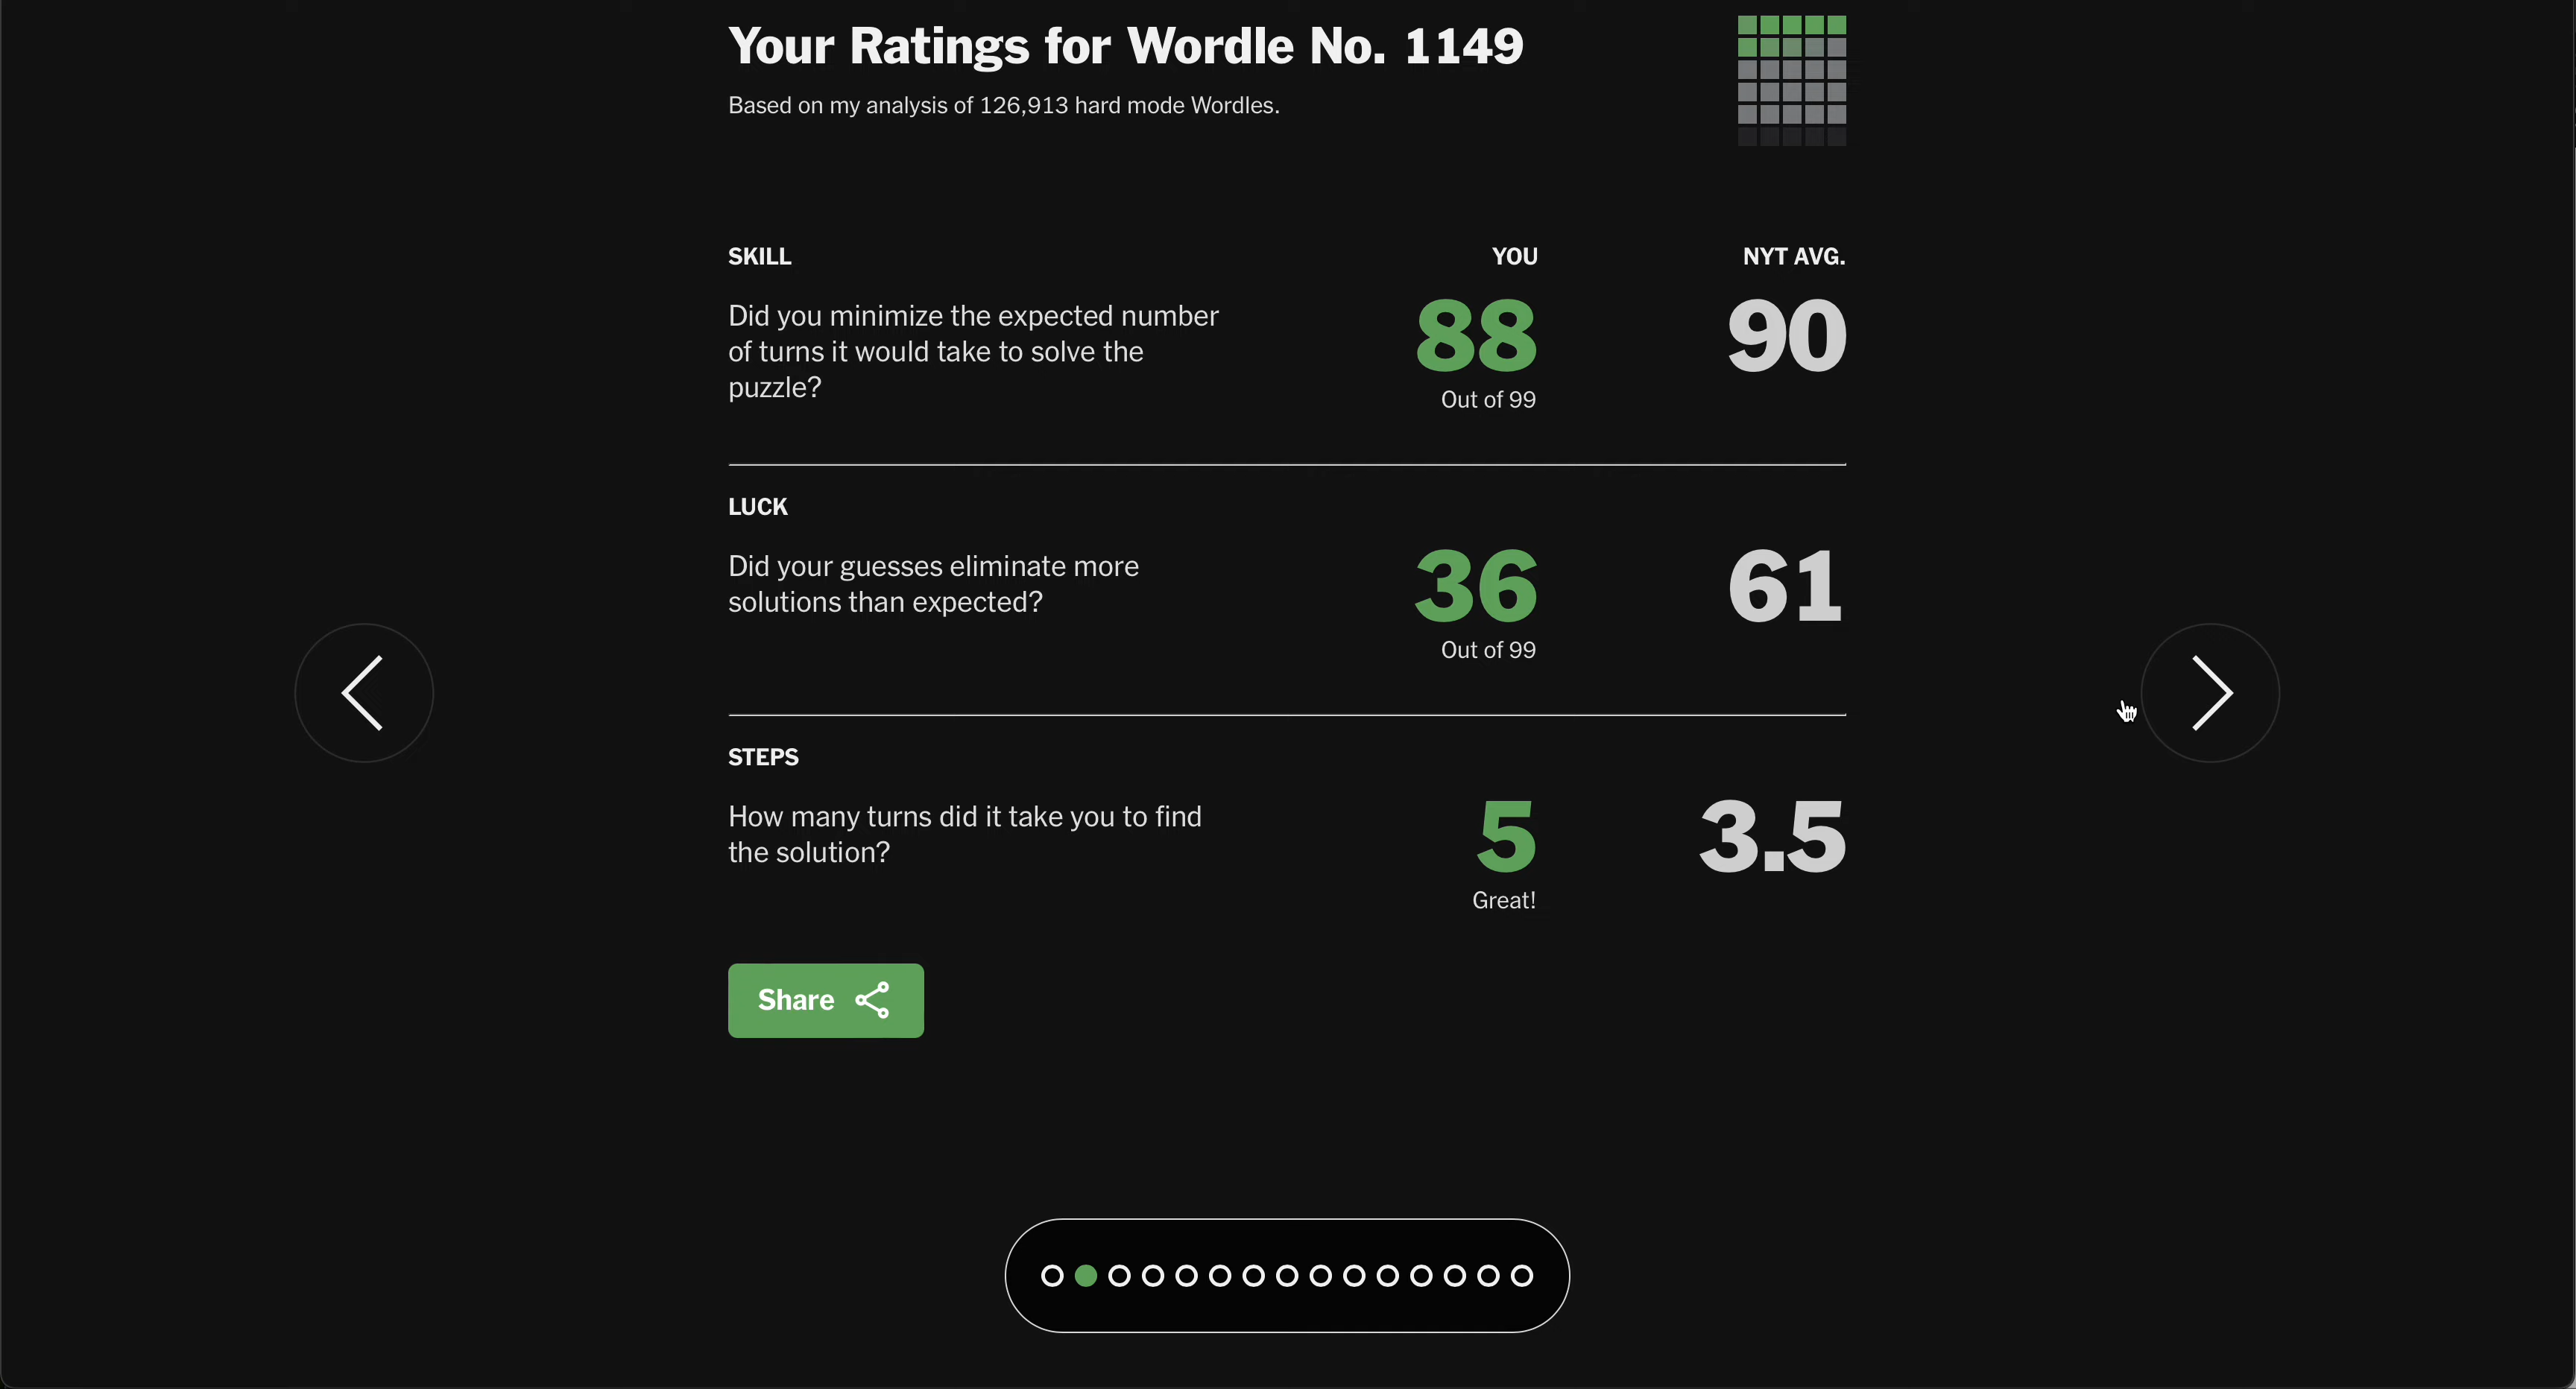 Your Ratings for Wordle No. 1149
Based on my analysis of 126,913 hard mode Wordles.
SKILL YOU NYT AVG.
Did you minimize the expected number
of turns it would take to solve the
puzzle?
88 90
Out of 99
LUCK
Did your guesses eliminate more
solutions than expected?
36 61
Out of 99
STEPS
How many turns did it take you to find
the solution?
5 3.5
Great!
Share